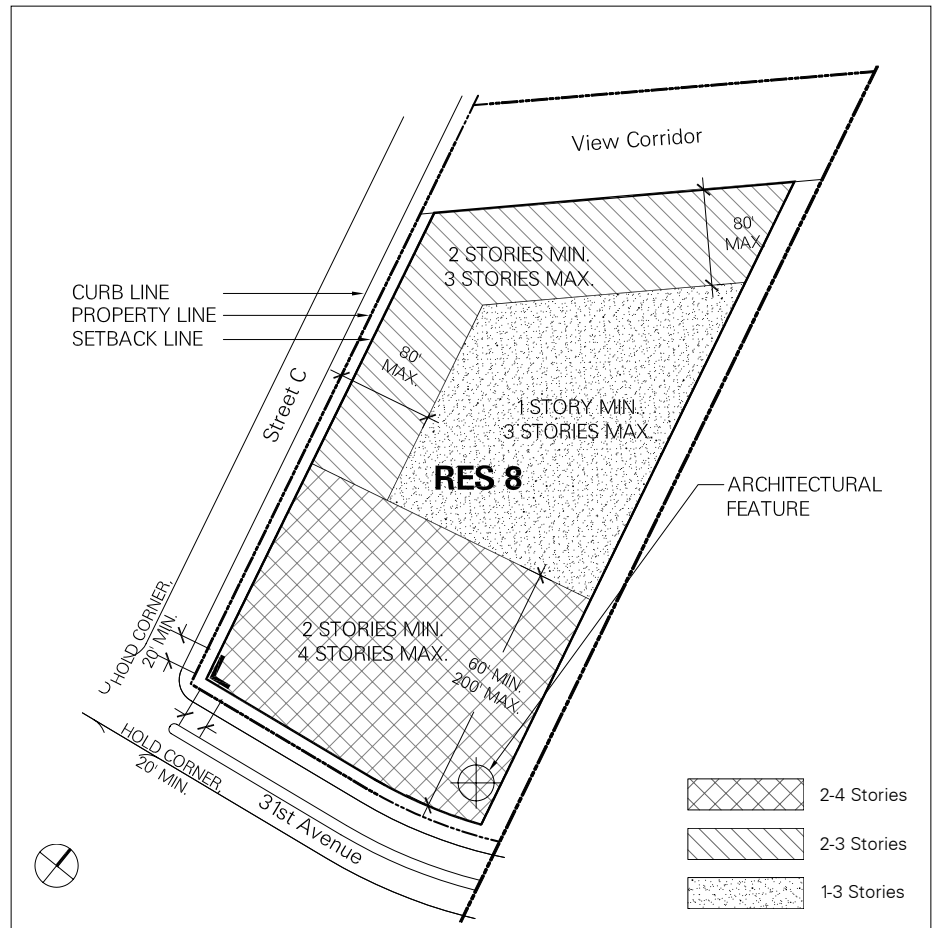 View Corridor
80'
MAX.
2 STORIES MIN.
3 STORIES MAX.
CURB LINE
PROPERTY LINE
SETBACK LINE
80'
MAX.
Street C
1 STORY MIN.
3 STORIES MAX.
RES 8
ARCHITECTURAL
FEATURE
HOLD CORNER,
20' MIN.
2 STORIES MIN.
4 STORIES MAX.
60' MIN.
200' MAX.
HOLD CORNER,
20' MIN.
31st Avenue
2-4 Stories
2-3 Stories
1-3 Stories